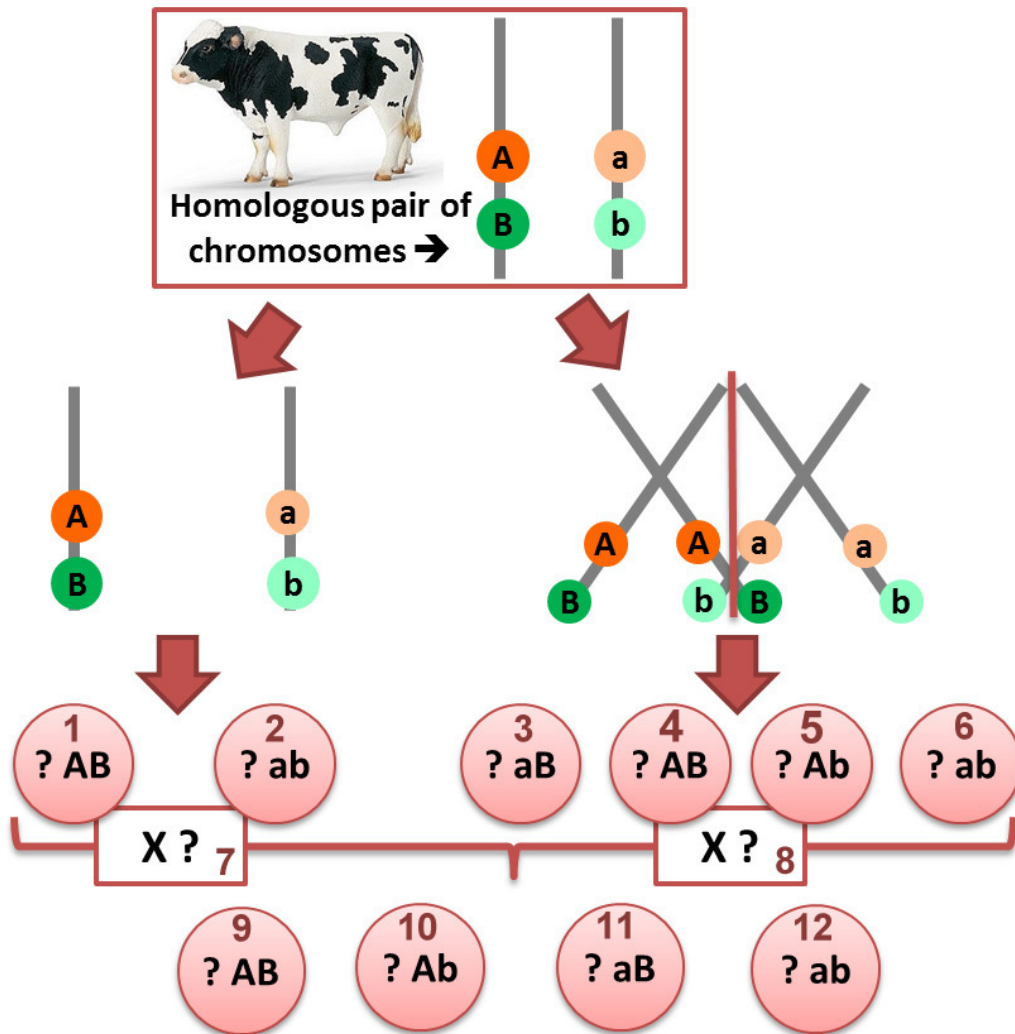 A
a
Homologous pair of
B
b
chromosomes →
A
a
B
b
A
A
a
a
B
b
B
b
1
? AB
2
? ab
3
? aB
4
? AB
5
? Ab
6
? ab
X ? 7
X ? 8
9
? AB
10
? Ab
11
? aB
12
? ab